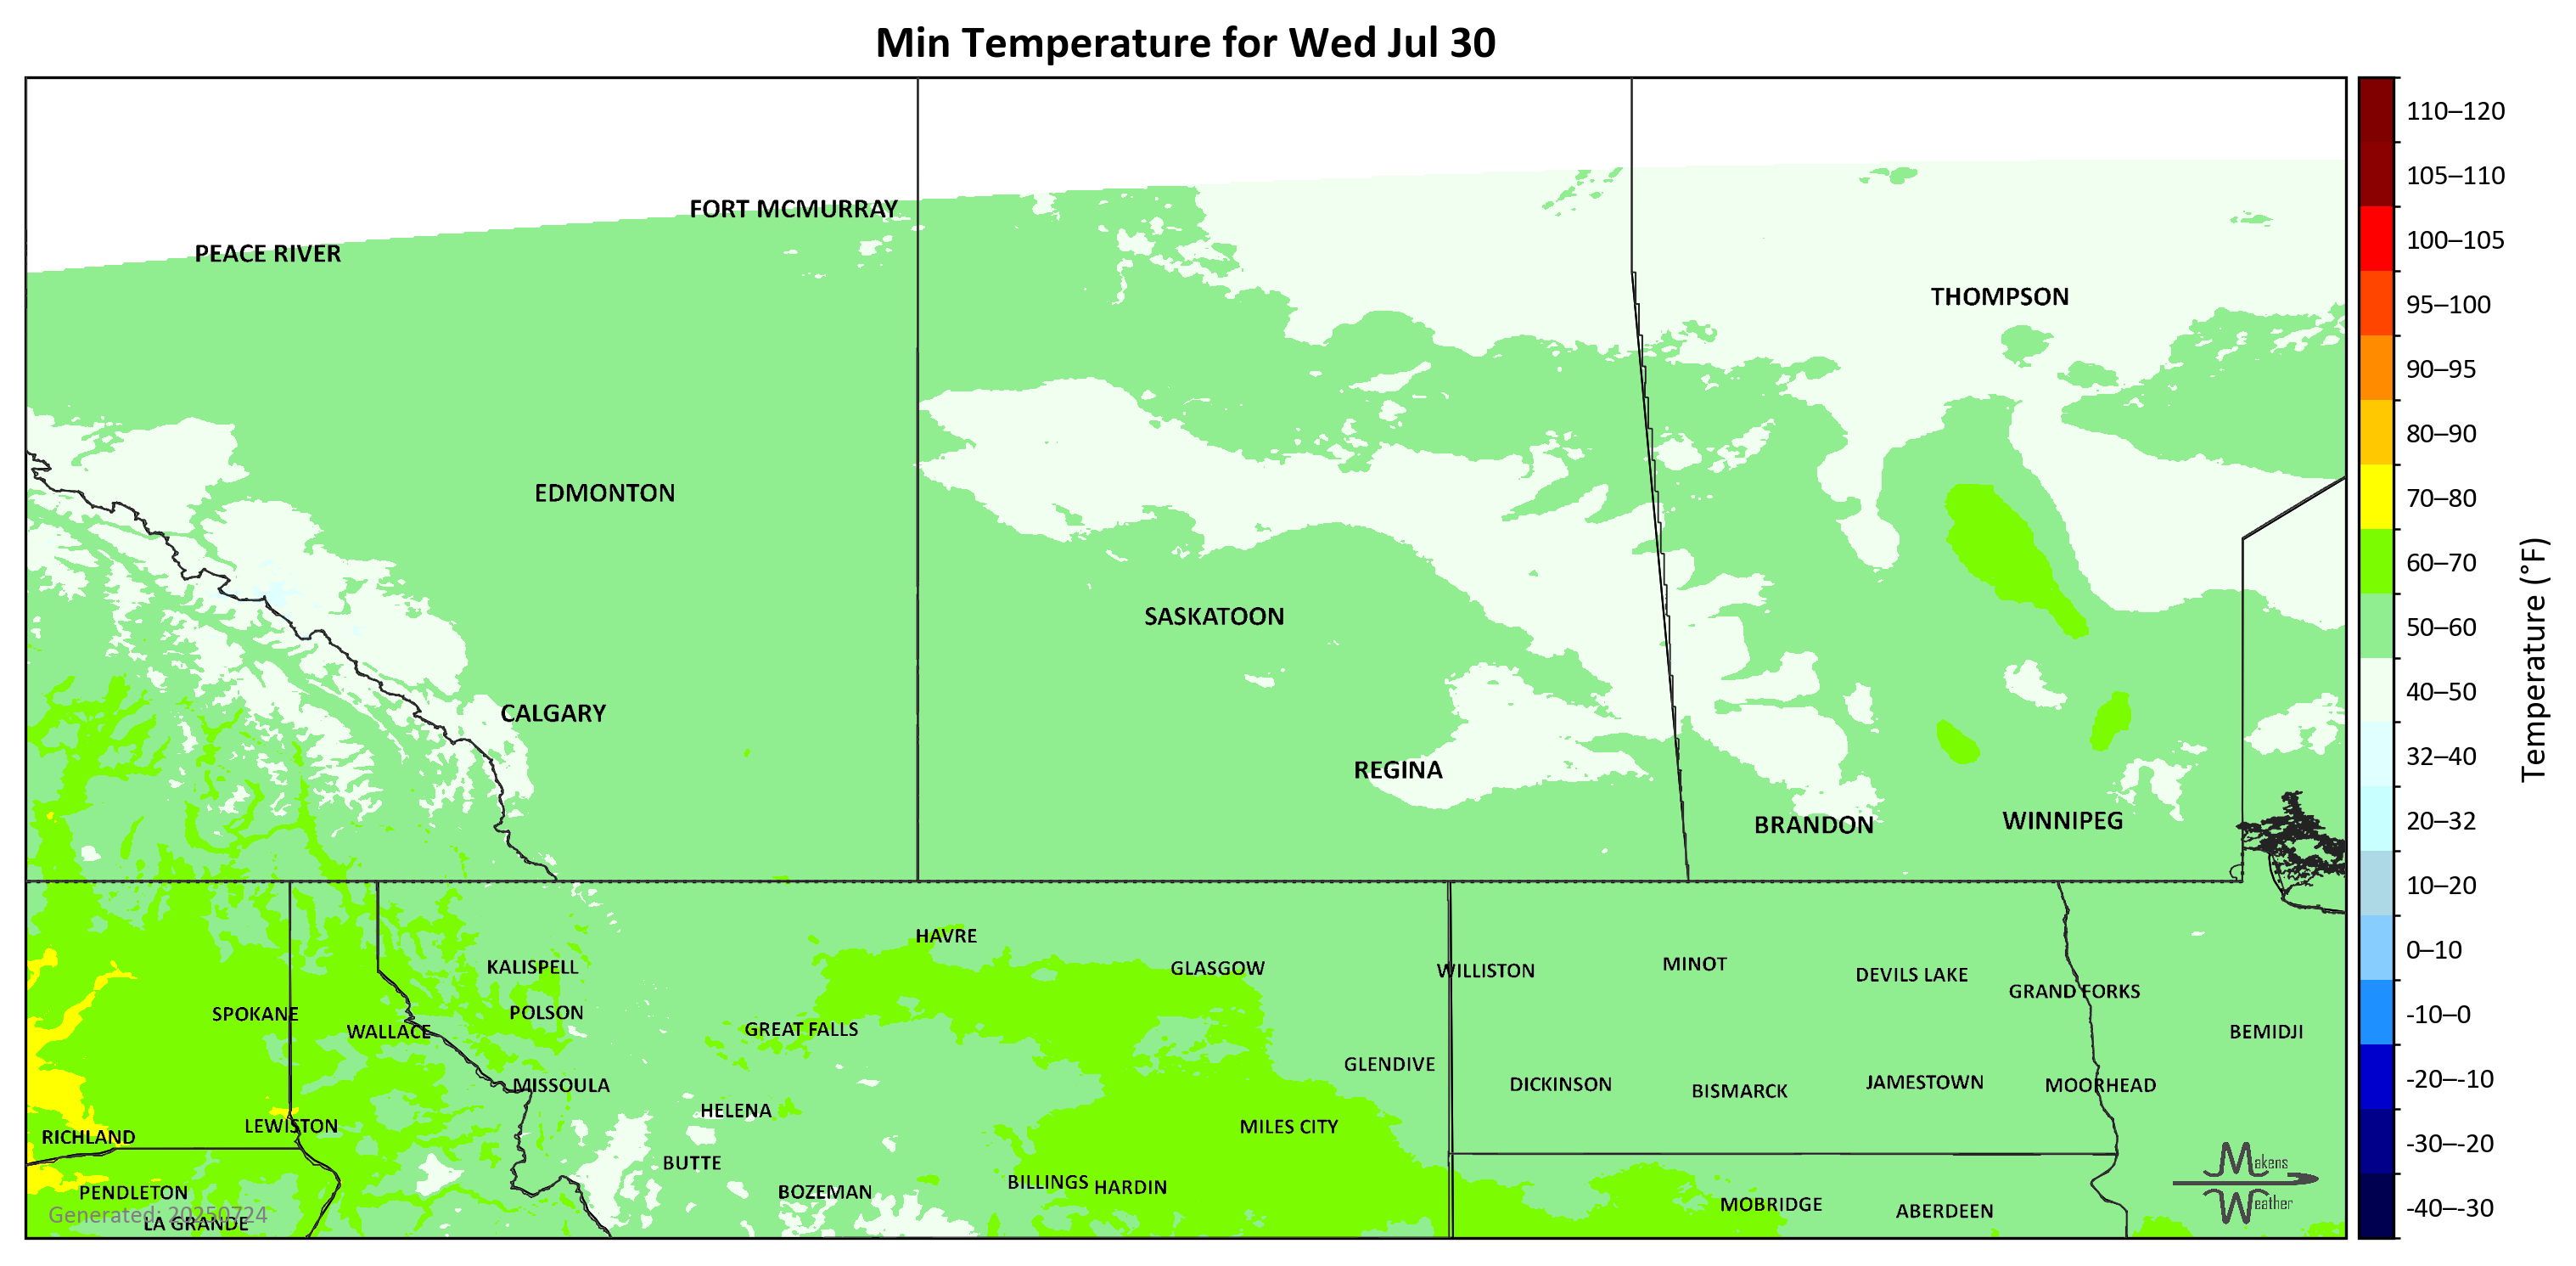 Min Temperature for Wed Jul 30
110–120
105–110
100–105
95–100
90–95
80–90
70–80
60–70
50–60
40–50
32–40
20–32
10–20
0–10
-10–0
-20–-10
-30–-20
-40–-30
Temperature (°F)
FORT MCMURRAY
PEACE RIVER
THOMPSON
EDMONTON
SASKATOON
CALGARY
REGINA
BRANDON
WINNIPEG
HAVRE
KALISPELL
GLASGOW
WILLISTON
MINOT
DEVILS LAKE
GRAND FORKS
SPOKANE
POLSON
WALLACE
GREAT FALLS
BEMIDJI
GLENDIVE
MISSOULA
DICKINSON
BISMARCK
JAMESTOWN
MOORHEAD
HELENA
LEWISTON
MILES CITY
RICHLAND
BUTTE
PENDLETON
BOZEMAN
BILLINGS
HARDIN
MOBRIDGE
ABERDEEN
Generated: 20250724
LA GRANDE
Makens
Weather